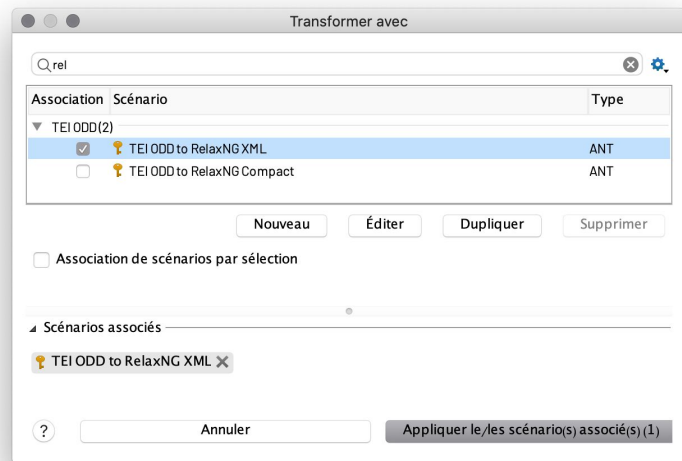 Transformer avec
rel
Association Scénario Type
TEI ODD (2)
TEI ODD to RelaxNG XML ANT
TEI ODD to RelaxNG Compact ANT
Nouveau Éditer Dupliquer Supprimer
Association de scénarios par sélection
Scénarios associés
TEI ODD to RelaxNG XML
? Annuler Appliquer le/les scénario(s) associé(s) (1)